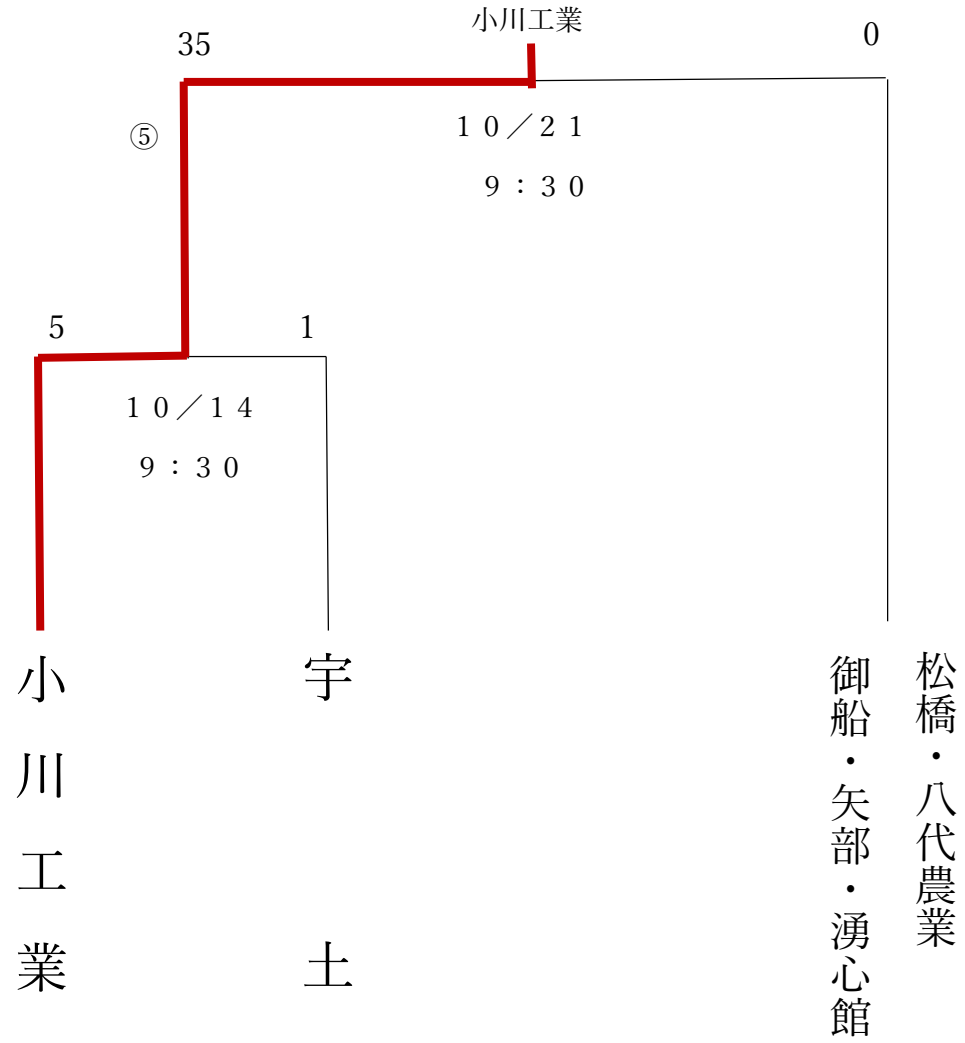 小川工業
35
0
⑤
１０／２１
９：３０
5
1
１０／１４
９：３０
小川工業
宇土
松橋・八代農業
御船・矢部・湧心館